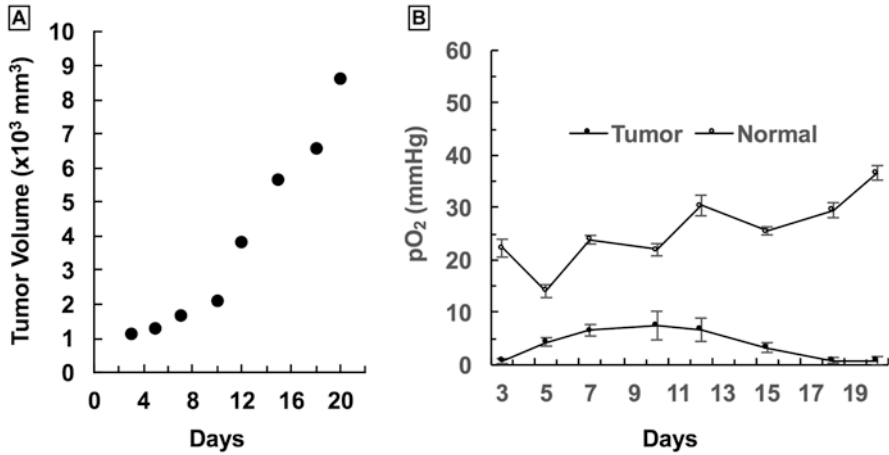 A
Tumor Volume (x10³ mm³)
10
9
8
7
6
5
4
3
2
1
0
0 4 8 12 16 20
Days
B
pO₂ (mmHg)
60
50
40
30
20
10
0
Tumor Normal
3 5 7 9 11 13 15 17 19
Days